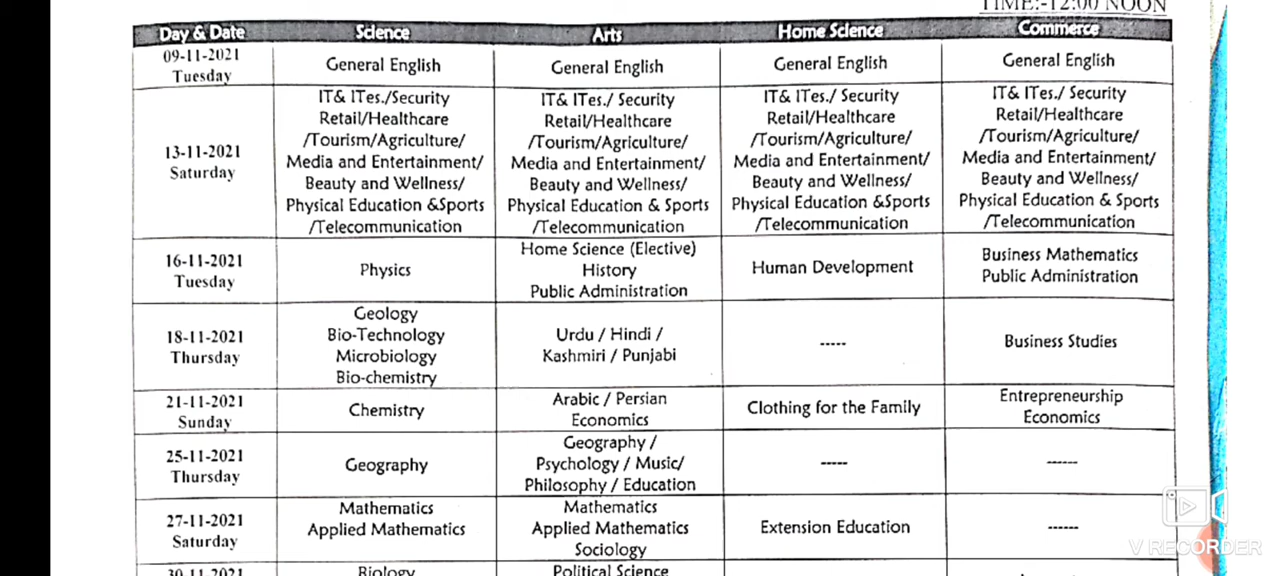 TIME:-12:00 NOON
Day & Date Science Arts Home Science Commerce
09-11-2021
Tuesday
General English
General English
General English
General English
13-11-2021
Saturday
IT& ITes./Security
Retail/Healthcare
/Tourism/Agriculture/
Media and Entertainment/
Beauty and Wellness/
Physical Education &Sports
/Telecommunication
IT& ITes./ Security
Retail/Healthcare
/Tourism/Agriculture/
Media and Entertainment/
Beauty and Wellness/
Physical Education & Sports
/Telecommunication
IT& ITes./ Security
Retail/Healthcare
/Tourism/Agriculture/
Media and Entertainment/
Beauty and Wellness/
Physical Education &Sports
/Telecommunication
IT& ITes./ Security
Retail/Healthcare
/Tourism/Agriculture/
Media and Entertainment/
Beauty and Wellness/
Physical Education & Sports
/Telecommunication
16-11-2021
Tuesday
Physics
Home Science (Elective)
History
Public Administration
Human Development
Business Mathematics
Public Administration
18-11-2021
Thursday
Geology
Bio-Technology
Microbiology
Bio-chemistry
Urdu / Hindi /
Kashmiri / Punjabi
-----
Business Studies
21-11-2021
Sunday
Chemistry
Arabic / Persian
Economics
Clothing for the Family
Entrepreneurship
Economics
25-11-2021
Thursday
Geography
Geography /
Psychology / Music/
Philosophy / Education
-----
------
27-11-2021
Saturday
Mathematics
Applied Mathematics
Mathematics
Applied Mathematics
Sociology
Extension Education
------
30-11-2021
Biology
Political Science
V RECORDER